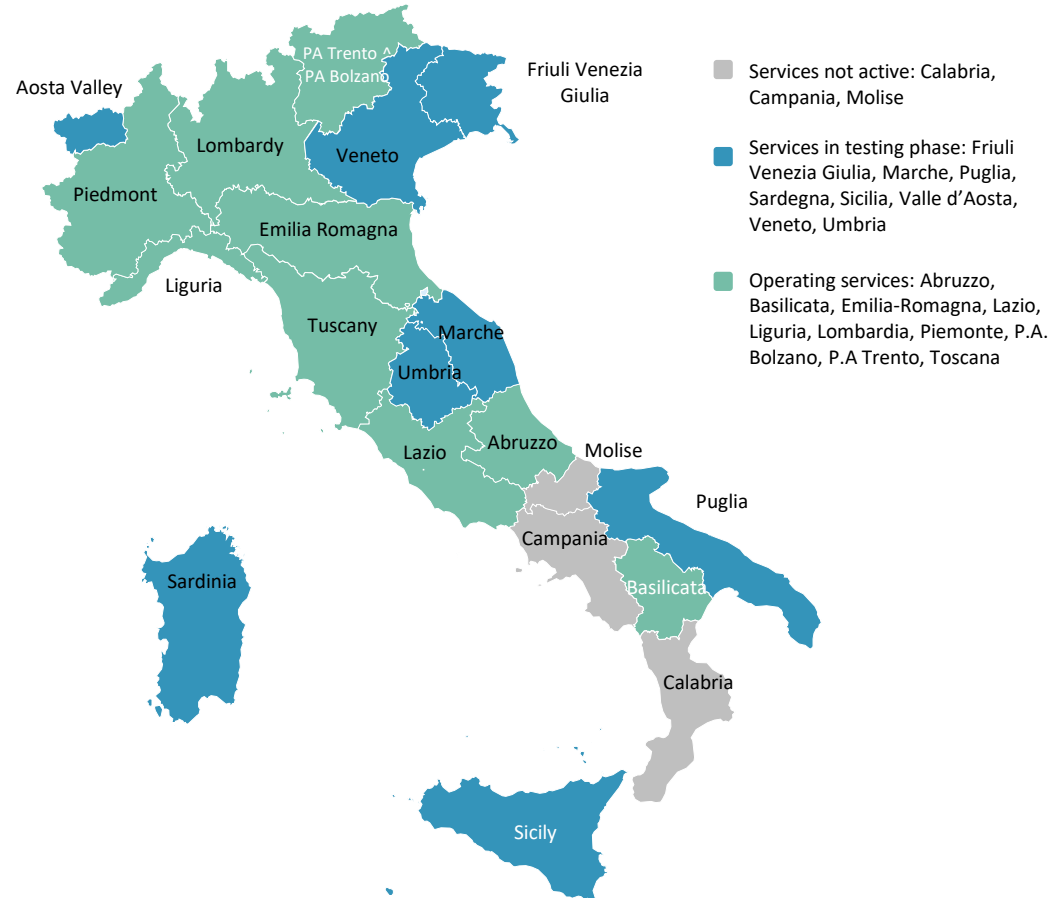 PA Trento ^
PA Bolzano
Friuli Venezia
Giulia
Aosta Valley
Lombardy
Veneto
Piedmont
Emilia Romagna
Liguria
Tuscany
Marche
Umbria
Lazio
Abruzzo
Molise
Puglia
Campania
Basilicata
Sardinia
Calabria
Sicily
Services not active: Calabria,
Campania, Molise
Services in testing phase: Friuli
Venezia Giulia, Marche, Puglia,
Sardegna, Sicilia, Valle d’Aosta,
Veneto, Umbria
Operating services: Abruzzo,
Basilicata, Emilia-Romagna, Lazio,
Liguria, Lombardia, Piemonte, P.A.
Bolzano, P.A Trento, Toscana